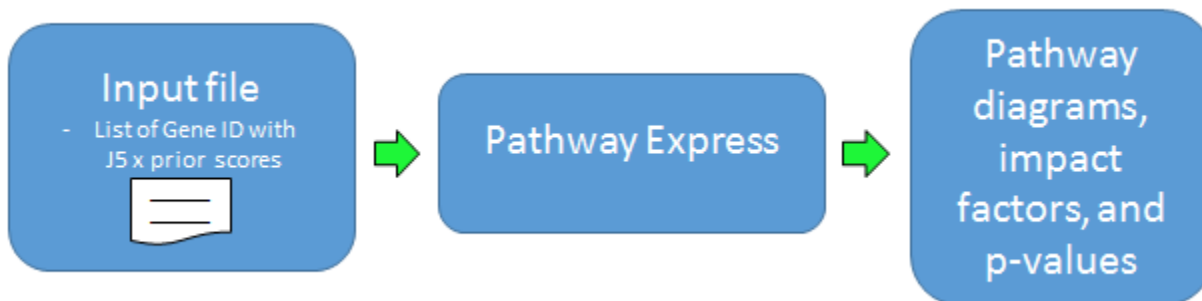 Input file
- List of Gene ID with
J5 x prior scores
Pathway Express
Pathway
diagrams,
impact
factors, and
p-values